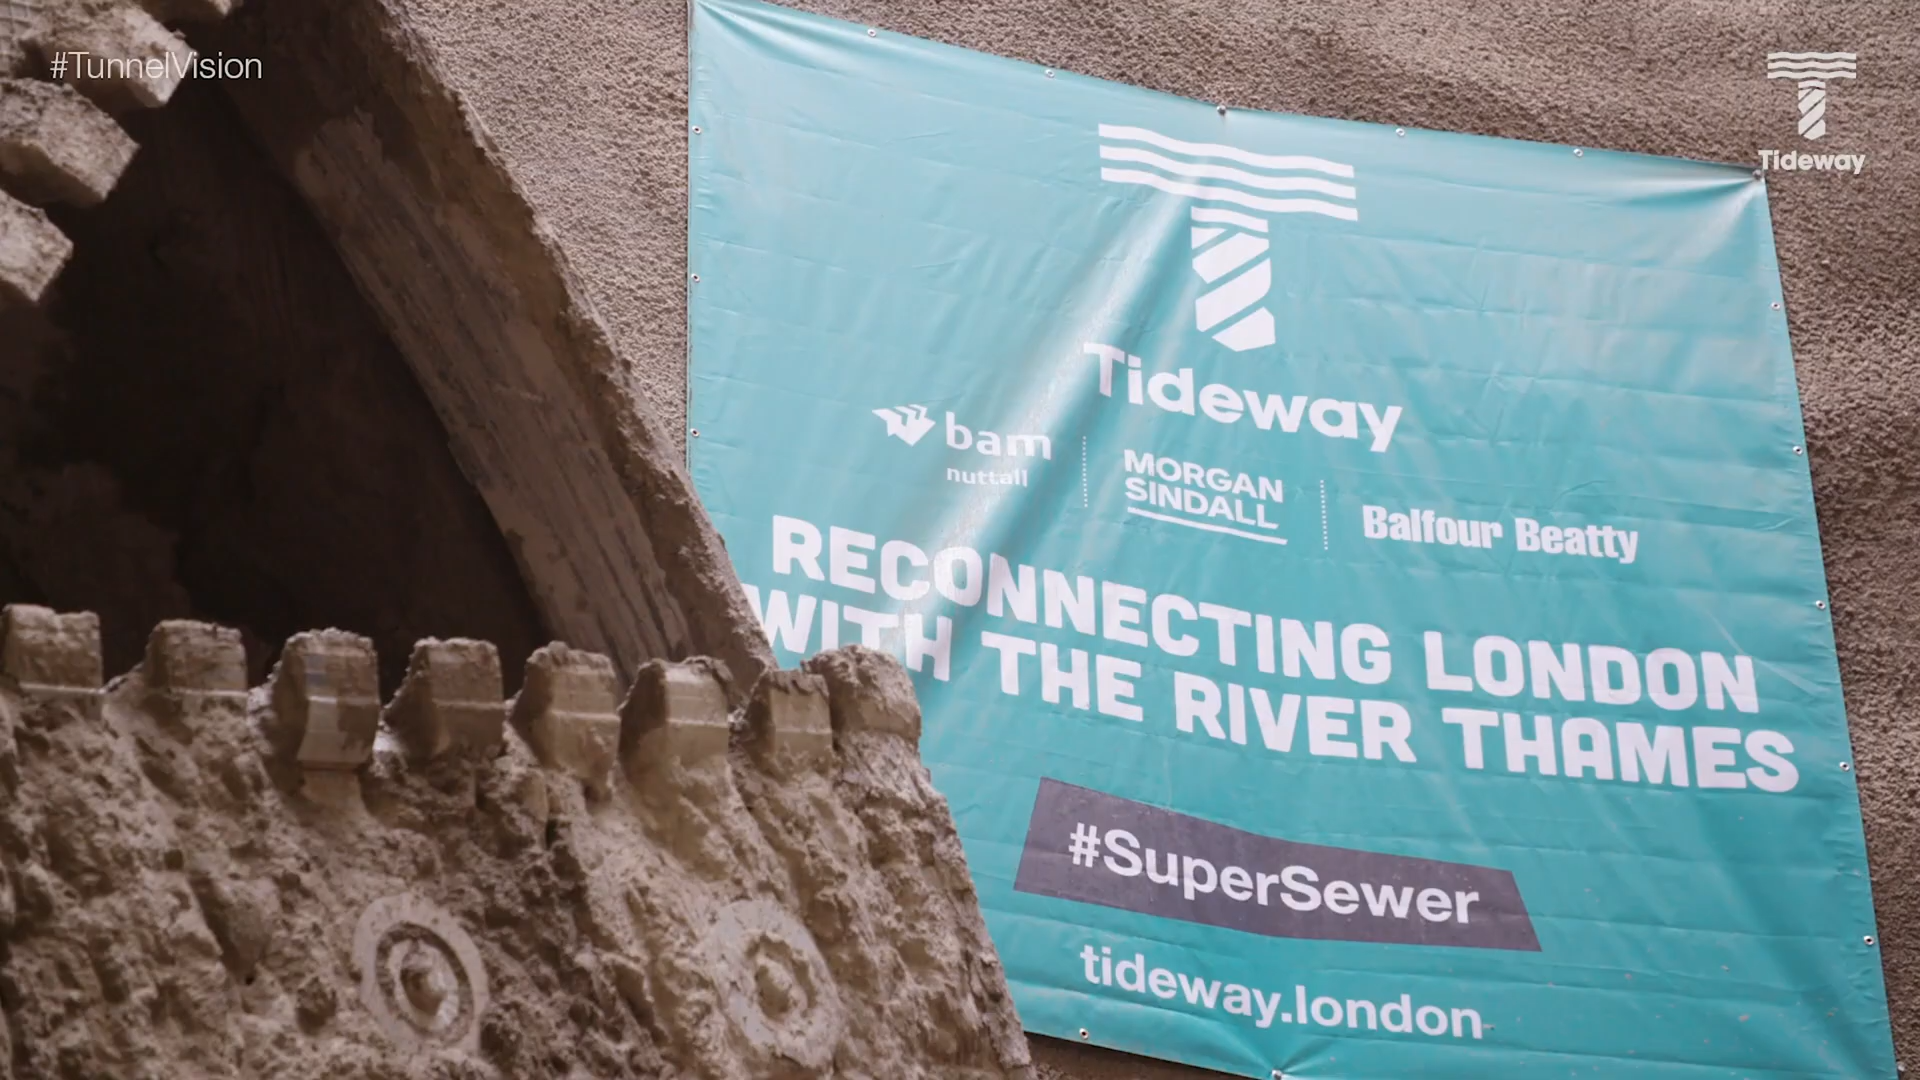 #TunnelVision
Tideway
Tideway
bam
nuttall
MORGAN
SINDALL
Balfour Beatty
RECONNECTING LONDON
WITH THE RIVER THAMES
#SuperSewer
tideway.london